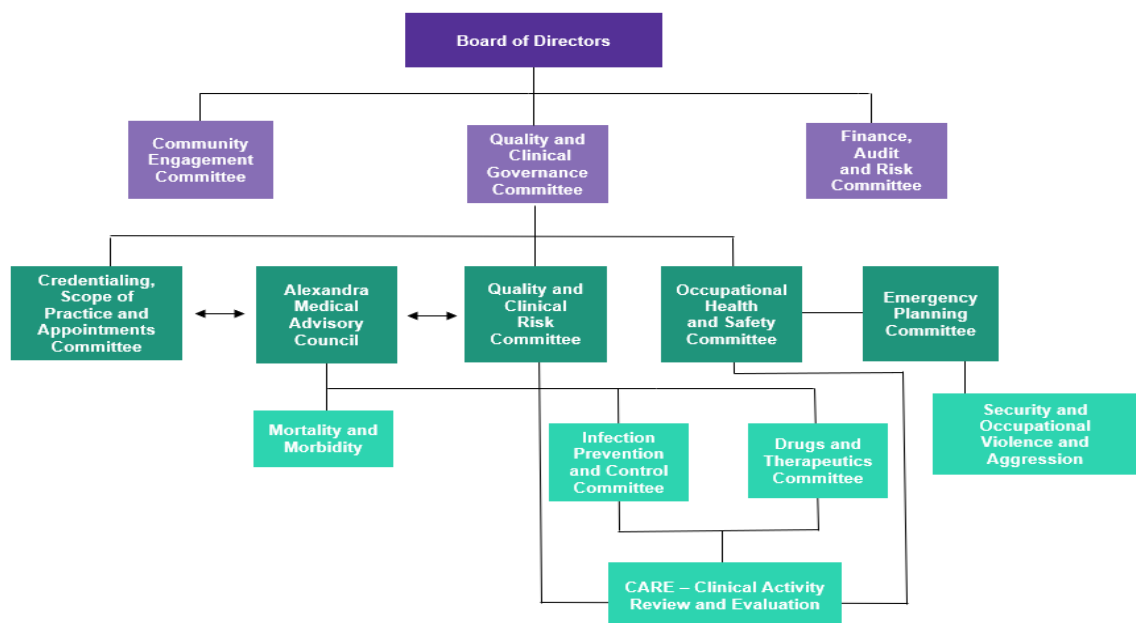 Board of Directors
Community
Engagement
Committee
Quality and
Clinical
Governance
Committee
Finance,
Audit
and Risk
Committee
Credentialing,
Scope of
Practice and
Appointments
Committee
Alexandra
Medical
Advisory
Council
Quality and
Clinical
Risk
Committee
Occupational
Health
and Safety
Committee
Emergency
Planning
Committee
Mortality and
Morbidity
Infection
Prevention
and Control
Committee
Drugs and
Therapeutics
Committee
Security and
Occupational
Violence and
Aggression
CARE – Clinical Activity
Review and Evaluation